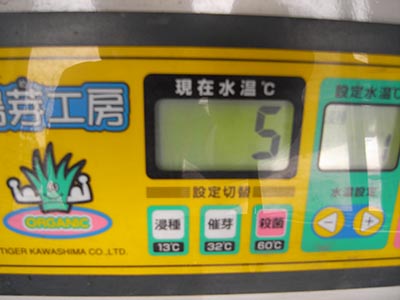 現在水温℃
設定水温℃
芽工房
5
設定切替
水温設定
浸種
催芽
殺菌
13℃
32℃
60℃
− +
ORGANIC
TIGER KAWASHIMA CO.,LTD.